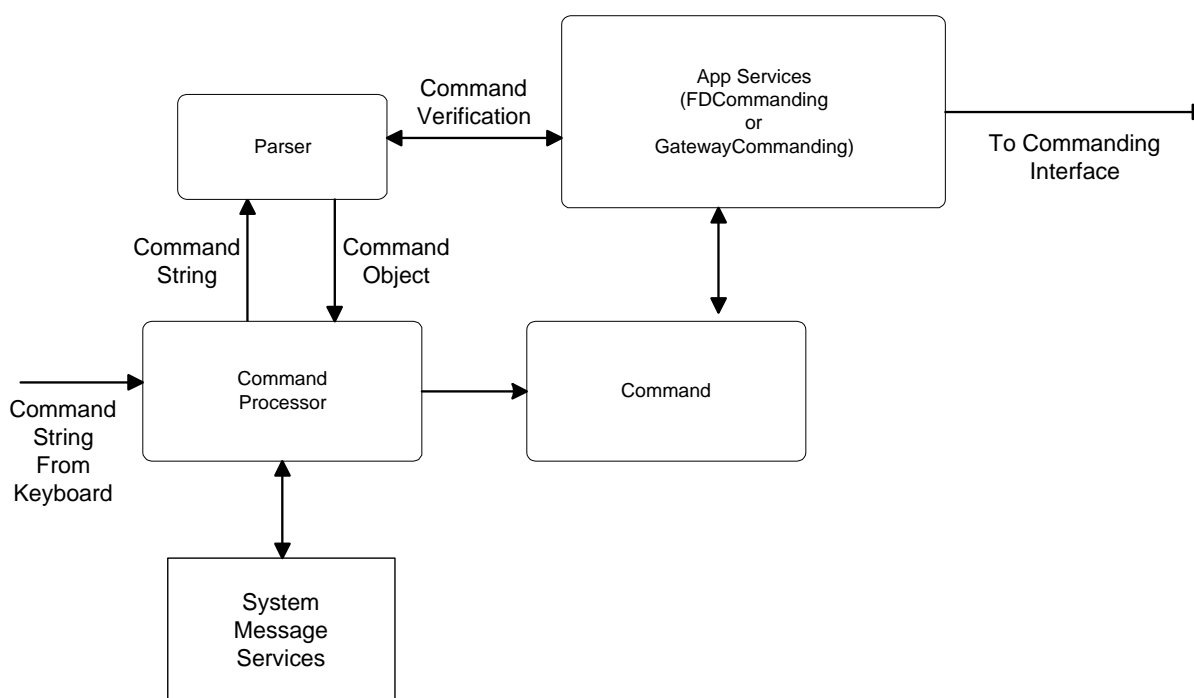 App Services
(FDCommanding
or
GatewayCommanding)
Command
Verification
Parser
To Commanding
Interface
Command
String
Command
Object
Command
Processor
Command
Command
String
From
Keyboard
System
Message
Services